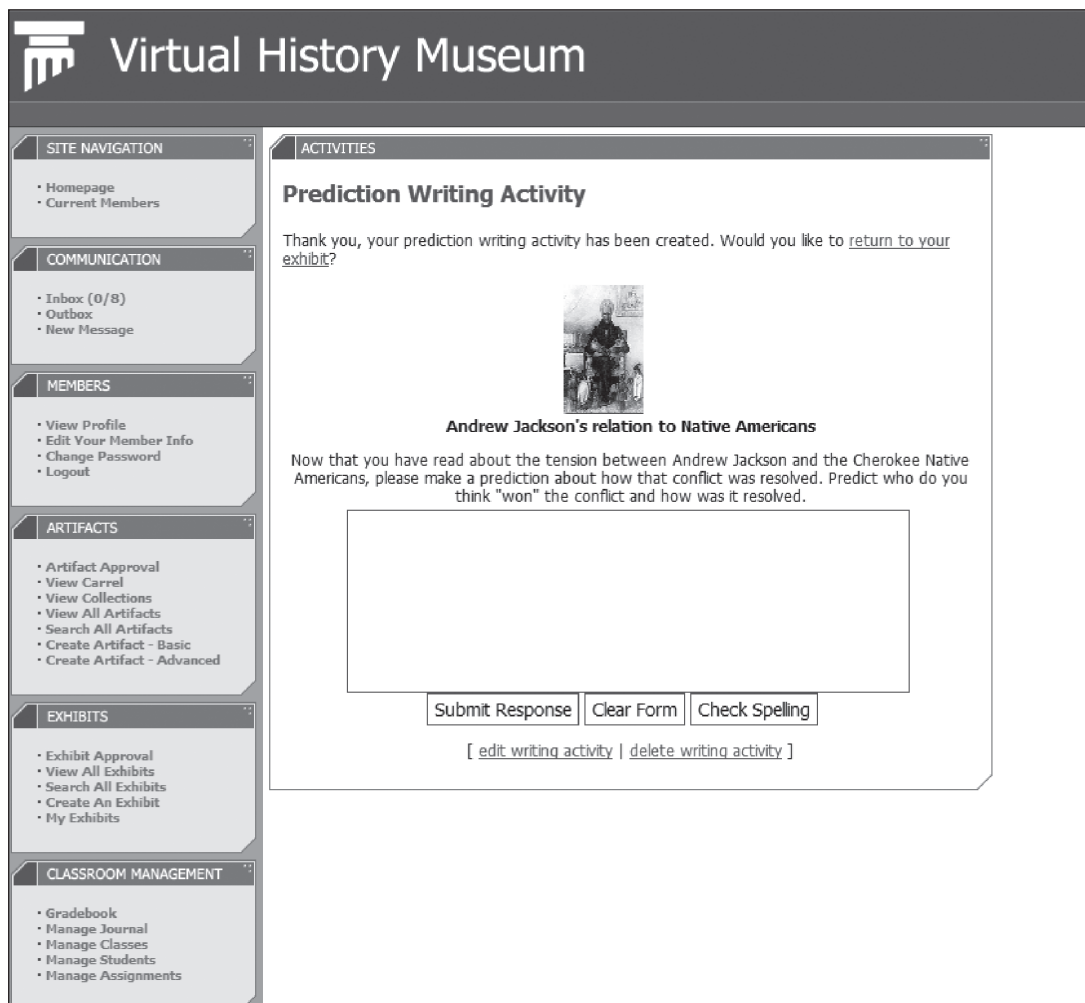 Virtual History Museum
SITE NAVIGATION
· Homepage
· Current Members
COMMUNICATION
· Inbox (0/8)
· Outbox
· New Message
MEMBERS
· View Profile
· Edit Your Member Info
· Change Password
· Logout
ARTIFACTS
· Artifact Approval
· View Carrel
· View Collections
· View All Artifacts
· Search All Artifacts
· Create Artifact - Basic
· Create Artifact - Advanced
EXHIBITS
· Exhibit Approval
· View All Exhibits
· Search All Exhibits
· Create An Exhibit
· My Exhibits
CLASSROOM MANAGEMENT
· Gradebook
· Manage Journal
· Manage Classes
· Manage Students
· Manage Assignments
ACTIVITIES
Prediction Writing Activity
Thank you, your prediction writing activity has been created. Would you like to return to your
exhibit?
Andrew Jackson's relation to Native Americans
Now that you have read about the tension between Andrew Jackson and the Cherokee Native
Americans, please make a prediction about how that conflict was resolved. Predict who do you
think "won" the conflict and how was it resolved.
Submit Response Clear Form Check Spelling
[ edit writing activity | delete writing activity ]